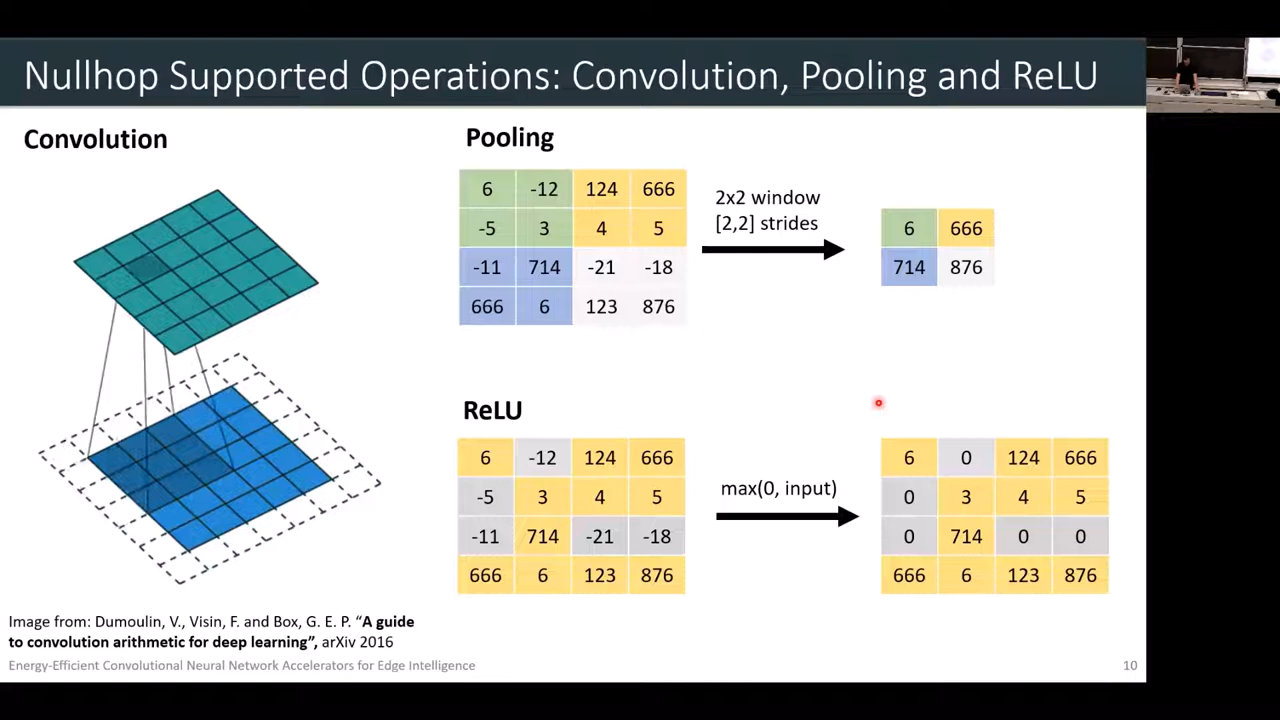 Nullhop Supported Operations: Convolution, Pooling and ReLU
Convolution
Pooling
6 -12 124 666
-5 3 4 5
-11 714 -21 -18
666 6 123 876
2x2 window
[2,2] strides
6 666
714 876
ReLU
6 -12 124 666
-5 3 4 5
-11 714 -21 -18
666 6 123 876
max(0, input)
6 0 124 666
0 3 4 5
0 714 0 0
666 6 123 876
Image from: Dumoulin, V., Visin, F. and Box, G. E. P. “A guide
to convolution arithmetic for deep learning”, arXiv 2016
Energy-Efficient Convolutional Neural Network Accelerators for Edge Intelligence
10